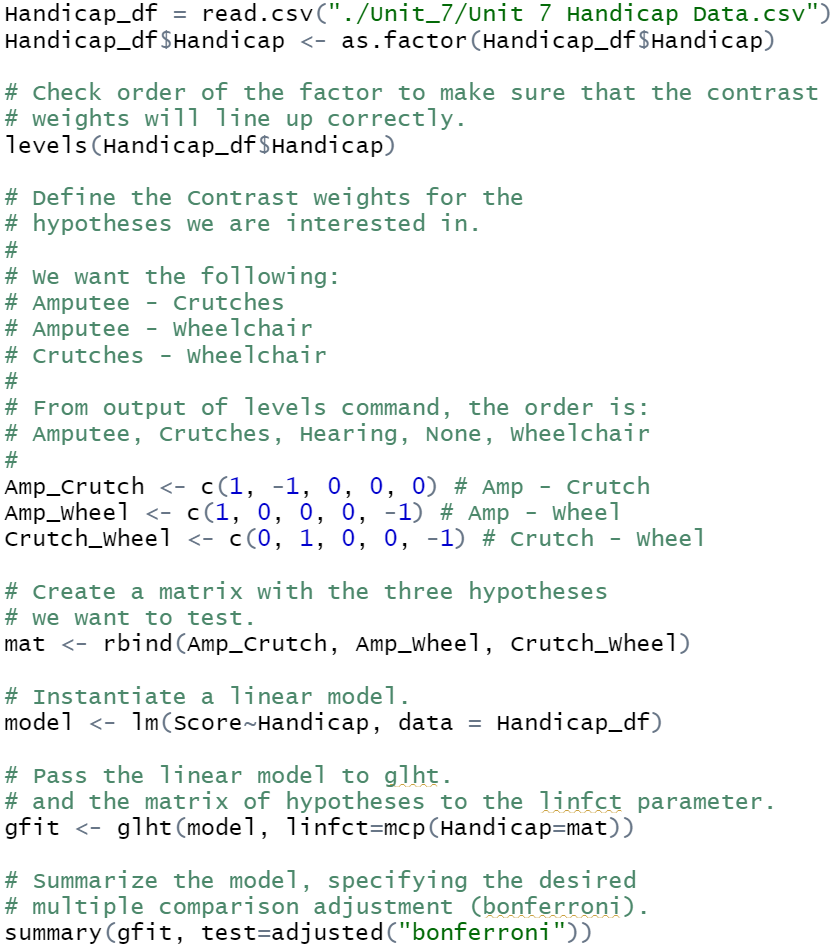 Handicap_df = read.csv("./Unit_7/Unit 7 Handicap Data.csv")
Handicap_df$Handicap <- as.factor(Handicap_df$Handicap)
# Check order of the factor to make sure that the contrast
# weights will line up correctly.
levels(Handicap_df$Handicap)
# Define the Contrast weights for the
# hypotheses we are interested in.
#
# We want the following:
# Amputee - Crutches
# Amputee - Wheelchair
# Crutches - Wheelchair
#
# From output of levels command, the order is:
# Amputee, Crutches, Hearing, None, Wheelchair
#
Amp_Crutch <- c(1, -1, 0, 0, 0) # Amp - Crutch
Amp_Wheel <- c(1, 0, 0, 0, -1) # Amp - Wheel
Crutch_Wheel <- c(0, 1, 0, 0, -1) # Crutch - Wheel
# Create a matrix with the three hypotheses
# we want to test.
mat <- rbind(Amp_Crutch, Amp_Wheel, Crutch_Wheel)
# Instantiate a linear model.
model <- lm(Score~Handicap, data = Handicap_df)
# Pass the linear model to glht.
# and the matrix of hypotheses to the linfct parameter.
gfit <- glht(model, linfct=mcp(Handicap=mat))
# Summarize the model, specifying the desired
# multiple comparison adjustment (bonferroni).
summary(gfit, test=adjusted("bonferroni"))